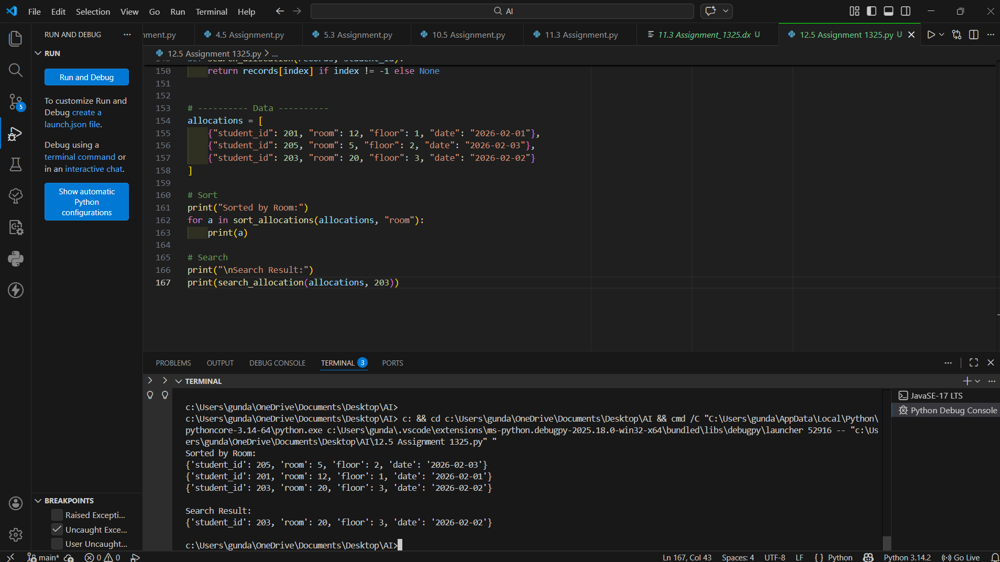 File Edit Selection View Go Run Terminal Help
AI
RUN AND DEBUG
nment.py
4.5 Assignment.py
5.3 Assignment.py
10.5 Assignment.py
11.3 Assignment.py
11.3 Assignment_1325.dx U
12.5 Assignment 1325.py U
RUN
Run and Debug
To customize Run and
Debug create a
launch.json file.
Debug using a
terminal command or
in an interactive chat.
Show automatic
Python
configurations
5
12.5 Assignment 1325.py > ...
150 return records[index] if index != -1 else None
151
152
153 # ---------- Data ----------
154 allocations = [
155 {"student_id": 201, "room": 12, "floor": 1, "date": "2026-02-01"},
156 {"student_id": 205, "room": 5, "floor": 2, "date": "2026-02-03"},
157 {"student_id": 203, "room": 20, "floor": 3, "date": "2026-02-02"}
158 ]
159
160 # Sort
161 print("Sorted by Room:")
162 for a in sort_allocations(allocations, "room"):
163 print(a)
164
165 # Search
166 print("\nSearch Result:")
167 print(search_allocation(allocations, 203))
PROBLEMS OUTPUT DEBUG CONSOLE TERMINAL 3 PORTS
TERMINAL
c:\Users\gunda\OneDrive\Documents\Desktop\AI>
c:\Users\gunda\OneDrive\Documents\Desktop\AI> c: && cd c:\Users\gunda\OneDrive\Documents\Desktop\AI && cmd /C "C:\Users\gunda\AppData\Local\Python\
pythoncore-3.14-64\python.exe c:\Users\gunda\.vscode\extensions\ms-python.debugpy-2025.18.0-win32-x64\bundled\libs\debugpy\launcher 52916 -- "c:\Us
ers\gunda\OneDrive\Documents\Desktop\AI\12.5 Assignment 1325.py" "
Sorted by Room:
{'student_id': 205, 'room': 5, 'floor': 2, 'date': '2026-02-03'}
{'student_id': 201, 'room': 12, 'floor': 1, 'date': '2026-02-01'}
{'student_id': 203, 'room': 20, 'floor': 3, 'date': '2026-02-02'}
Search Result:
{'student_id': 203, 'room': 20, 'floor': 3, 'date': '2026-02-02'}
c:\Users\gunda\OneDrive\Documents\Desktop\AI>
JavaSE-17 LTS
Python Debug Console
BREAKPOINTS
Raised Excepti...
Uncaught Exce...
User Uncaught...
main* 0 0
Ln 167, Col 43 Spaces: 4 UTF-8 LF { } Python Python 3.14.2 Go Live